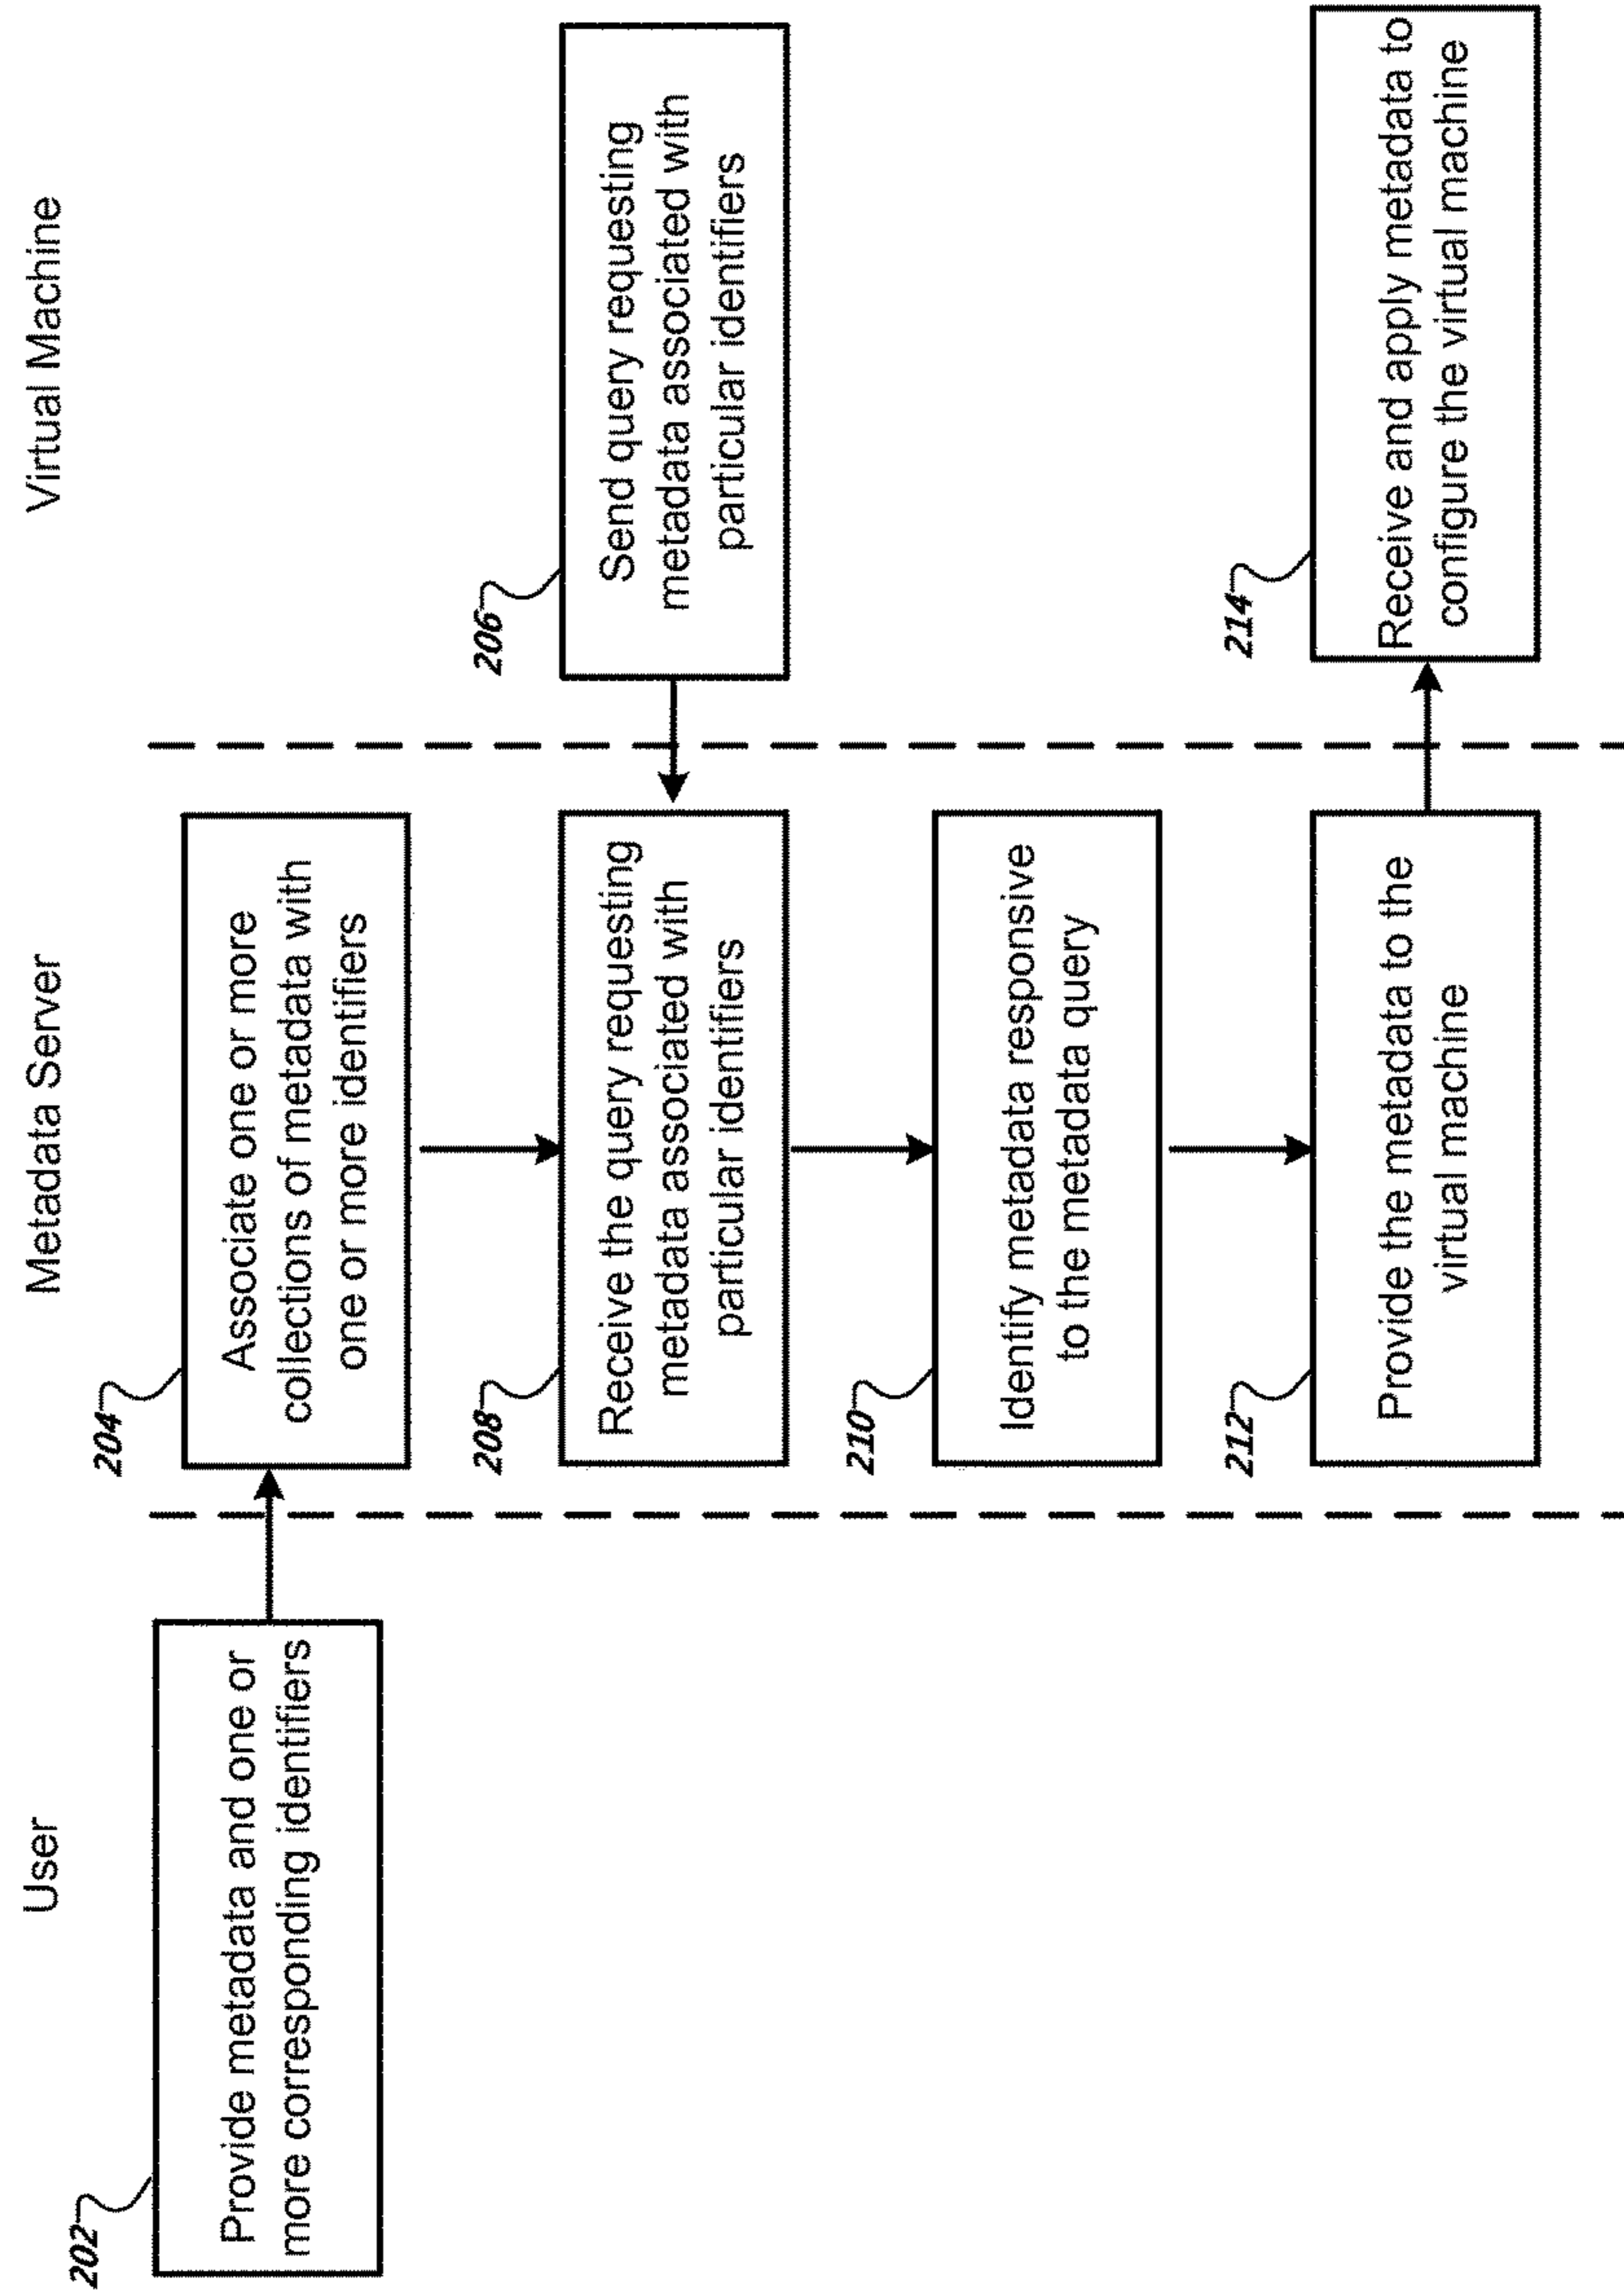 User
Metadata Server
Virtual Machine
202
Provide metadata and one or
more corresponding identifiers
204
Associate one or more
collections of metadata with
one or more identifiers
206
Send query requesting
metadata associated with
particular identifiers
208
Receive the query requesting
metadata associated with
particular identifiers
210
Identify metadata responsive
to the metadata query
212
Provide the metadata to the
virtual machine
214
Receive and apply metadata to
configure the virtual machine